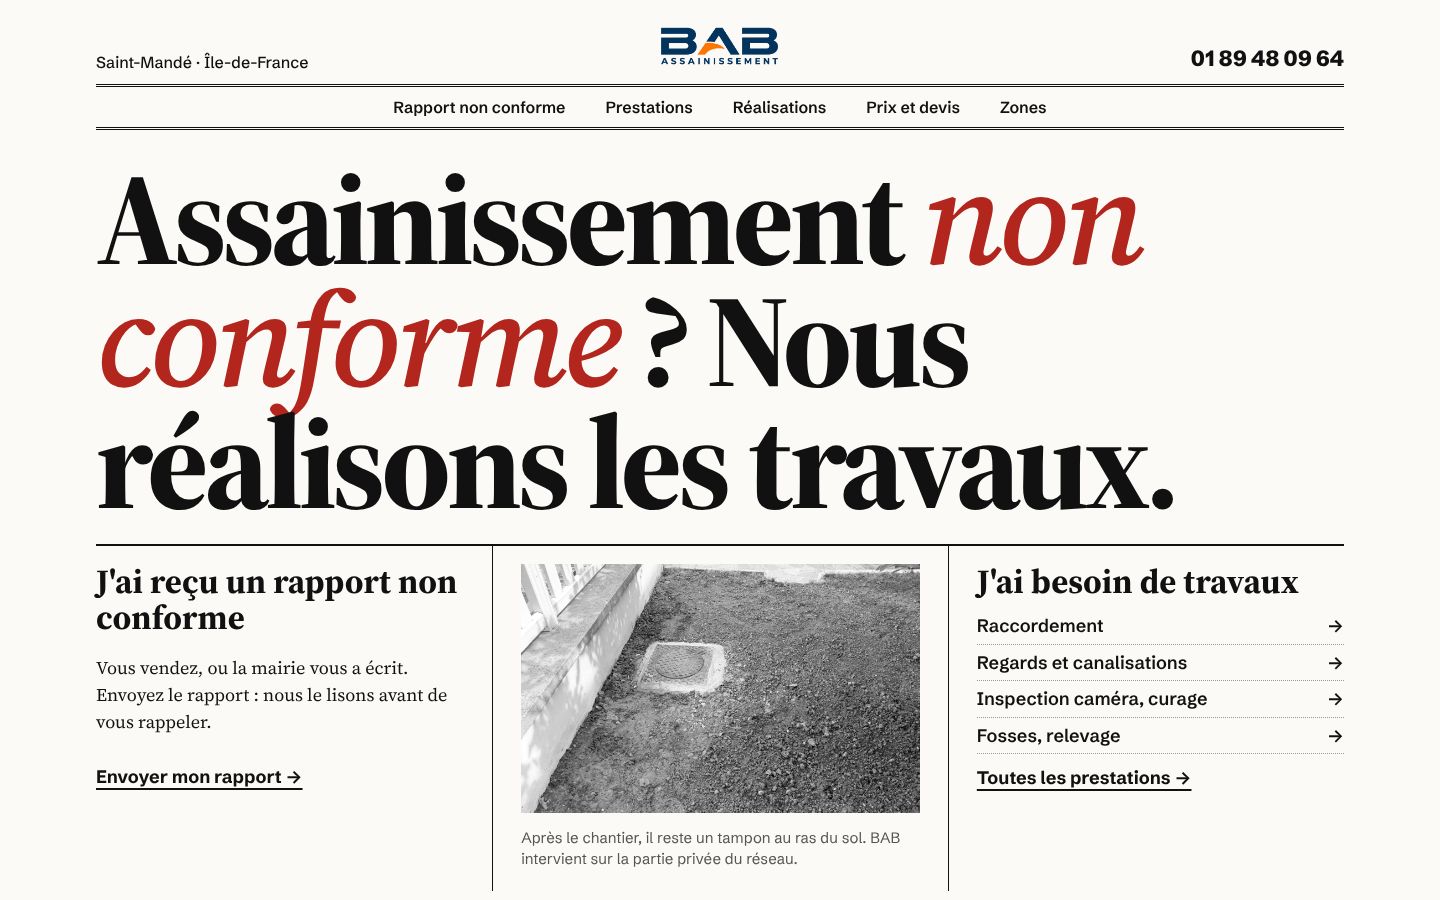 Saint-Mandé · Île-de-France
BAB
ASSAINISSEMENT
01 89 48 09 64
Rapport non conforme
Prestations
Réalisations
Prix et devis
Zones
Assainissement non
conforme ? Nous
réalisons les travaux.
J'ai reçu un rapport non
conforme
Vous vendez, ou la mairie vous a écrit.
Envoyez le rapport : nous le lisons avant de
vous rappeler.
Envoyer mon rapport →
Après le chantier, il reste un tampon au ras du sol. BAB
intervient sur la partie privée du réseau.
J'ai besoin de travaux
Raccordement →
Regards et canalisations →
Inspection caméra, curage →
Fosses, relevage →
Toutes les prestations →